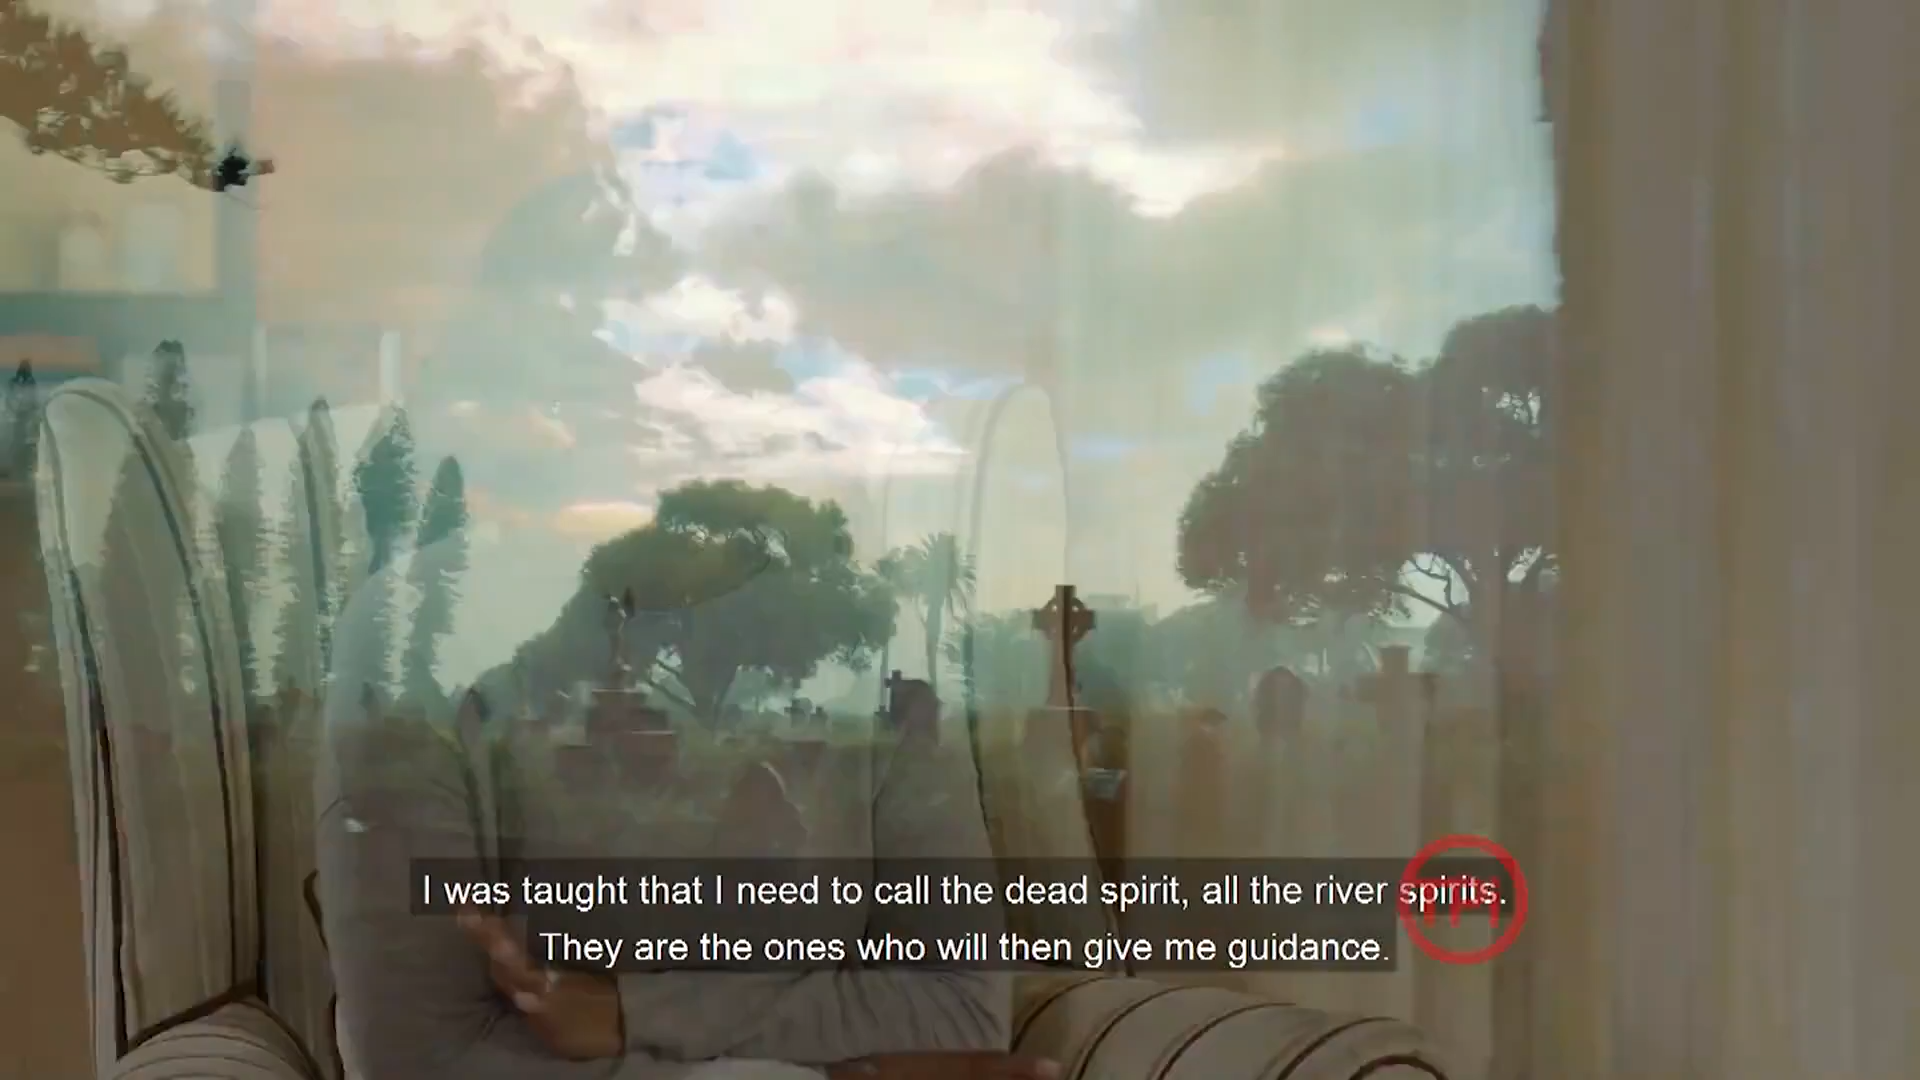 I was taught that I need to call the dead spirit, all the river spirits.
They are the ones who will then give me guidance.